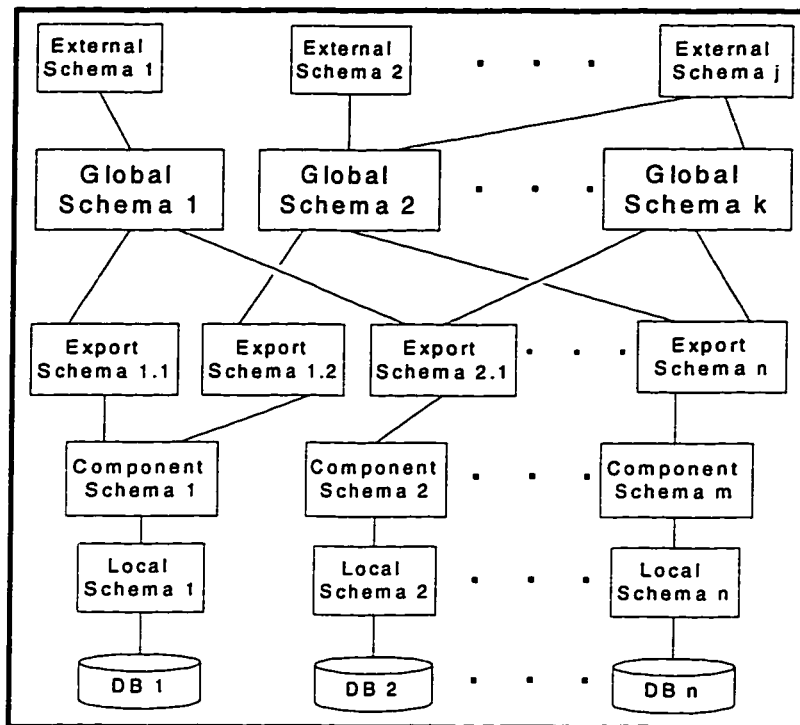 External
Schema 1
External
Schema 2
External
Schema j
Global
Schema 1
Global
Schema 2
Global
Schema k
Export
Schema 1.1
Export
Schema 1.2
Export
Schema 2.1
Export
Schema n
Component
Schema 1
Component
Schema 2
Component
Schema m
Local
Schema 1
Local
Schema 2
Local
Schema n
DB 1
DB 2
DB n